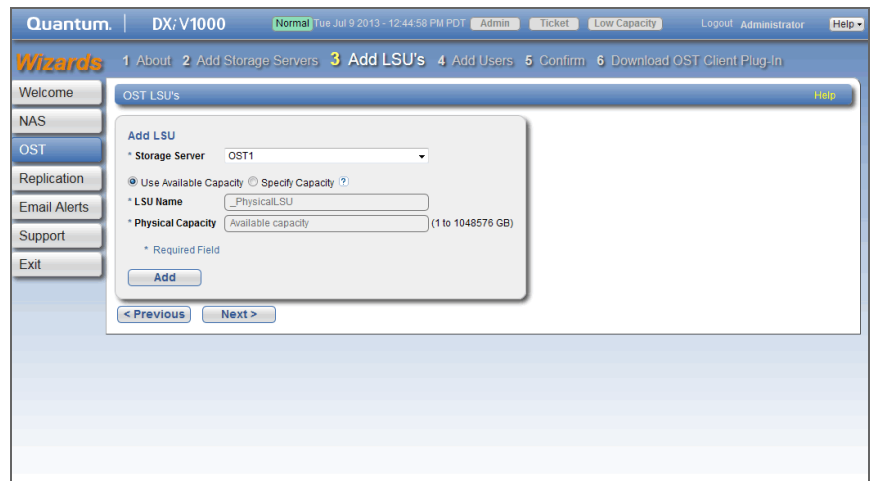 Quantum. DXi V1000 Normal Tue Jul 9 2013 - 12:44:58 PM PDT Admin Ticket Low Capacity Logout Administrator Help
Wizards 1 About 2 Add Storage Servers 3 Add LSU's 4 Add Users 5 Confirm 6 Download OST Client Plug-In
Welcome
NAS
OST
Replication
Email Alerts
Support
Exit
OST LSU's Help
Add LSU
* Storage Server OST1
Use Available Capacity Specify Capacity ?
* LSU Name _PhysicalLSU
* Physical Capacity Available capacity (1 to 1048576 GB)
* Required Field
Add
< Previous Next >